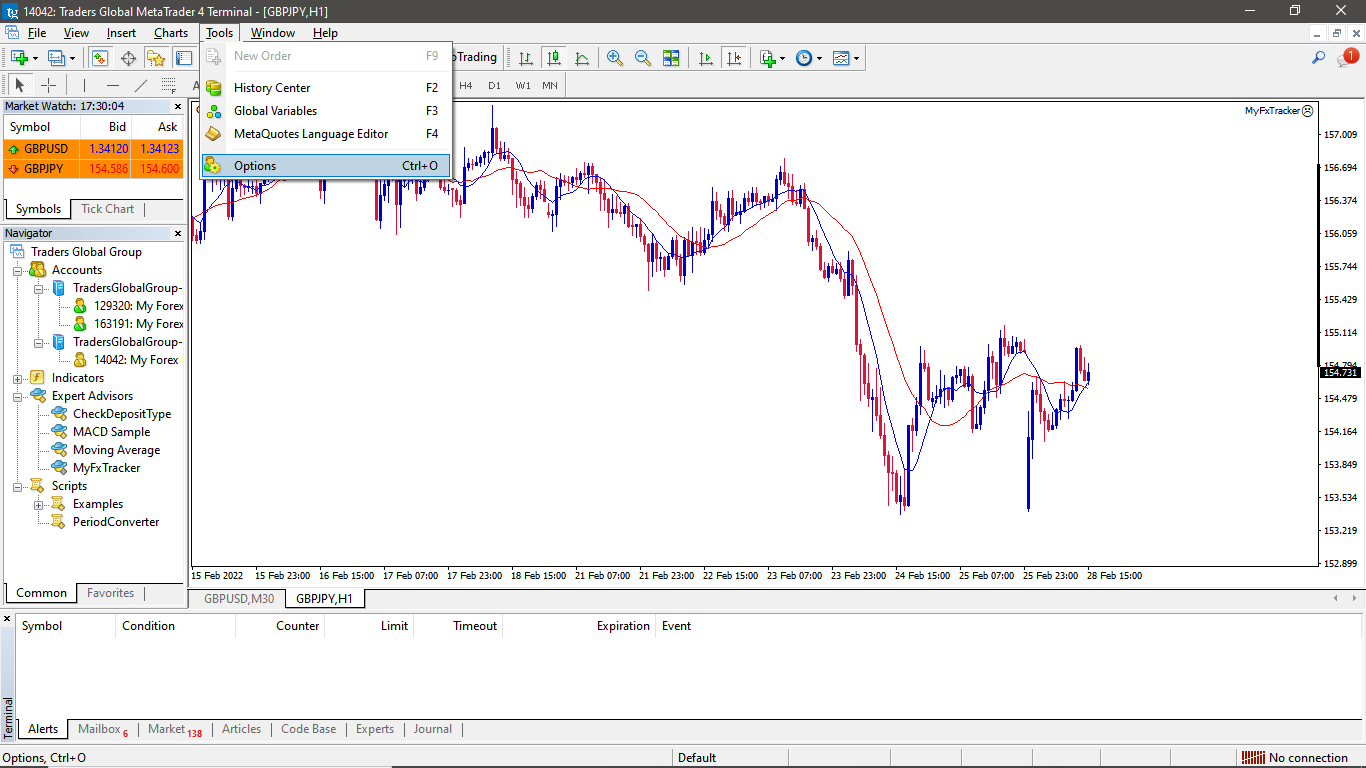 14042: Traders Global MetaTrader 4 Terminal - [GBPJPY,H1]
File View Insert Charts Tools Window Help
New Order F9
History Center F2
Global Variables F3
MetaQuotes Language Editor F4
Options Ctrl+O
Trading
1
H4 D1 W1 MN
Market Watch: 17:30:04
Symbol Bid Ask
GBPUSD 1.34120 1.34123
GBPJPY 154.586 154.600
Symbols Tick Chart
Navigator
Traders Global Group
Accounts
TradersGlobalGroup-
129320: My Forex
163191: My Forex
TradersGlobalGroup-
14042: My Forex
Indicators
Expert Advisors
CheckDepositType
MACD Sample
Moving Average
MyFxTracker
Scripts
Examples
PeriodConverter
Common Favorites
MyFxTracker
157.009
156.694
156.374
156.059
155.744
155.429
155.114
154.794
154.731
154.479
154.164
153.849
153.534
153.219
152.899
15 Feb 2022 15 Feb 23:00 16 Feb 15:00 17 Feb 07:00 17 Feb 23:00 18 Feb 15:00 21 Feb 07:00 21 Feb 23:00 22 Feb 15:00 23 Feb 07:00 23 Feb 23:00 24 Feb 15:00 25 Feb 07:00 25 Feb 23:00 28 Feb 15:00
GBPUSD,M30 GBPJPY,H1
Symbol Condition Counter Limit Timeout Expiration Event
Terminal
Alerts Mailbox 6 Market 138 Articles Code Base Experts Journal
Options, Ctrl+O Default No connection